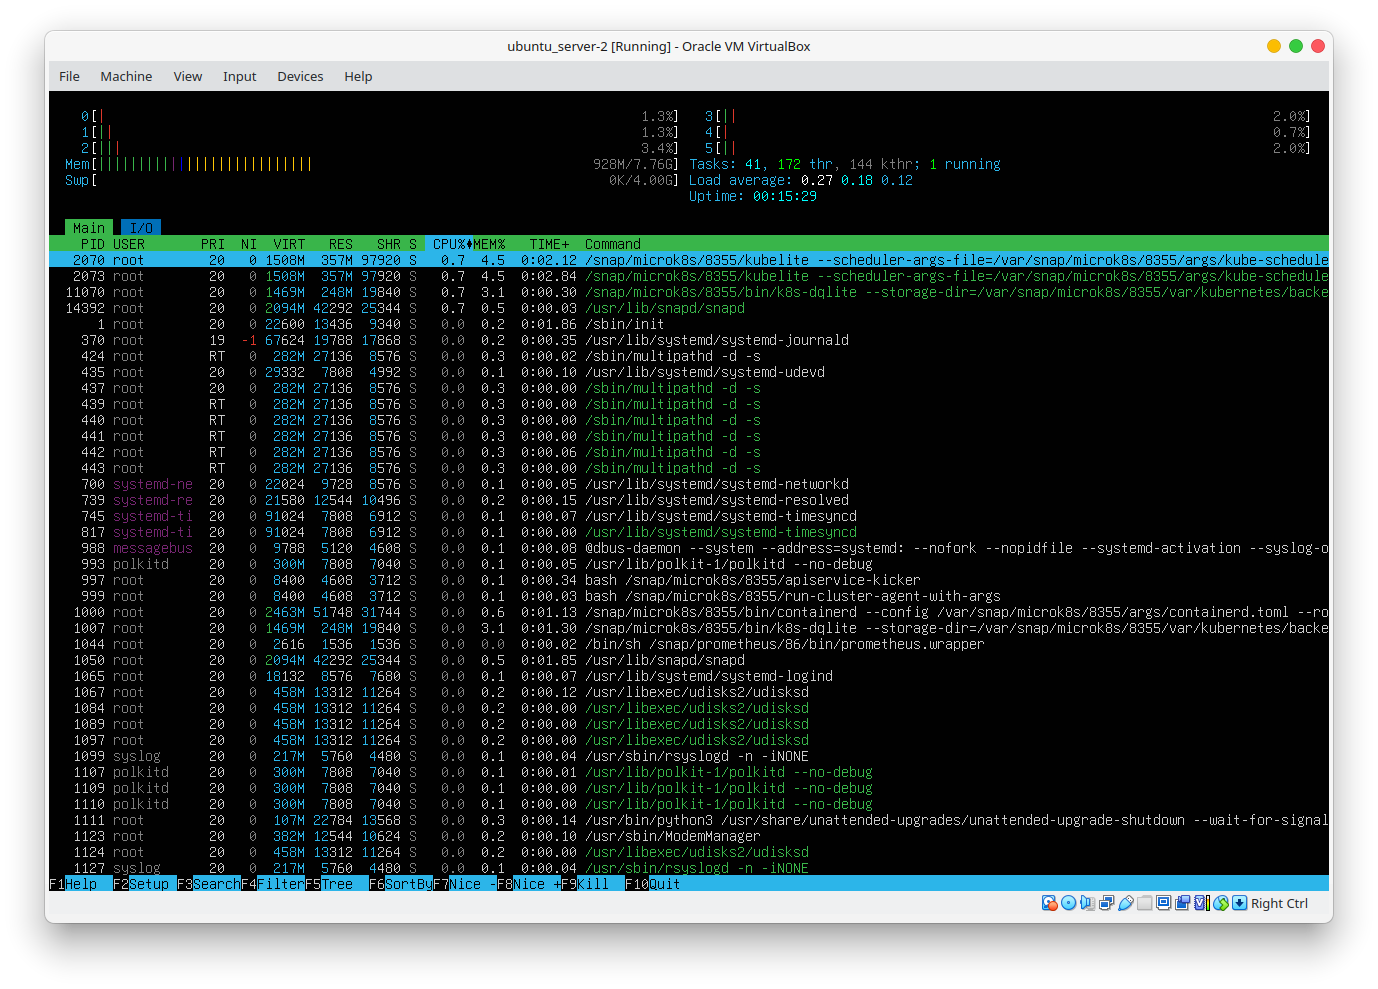 ubuntu_server-2 [Running] - Oracle VM VirtualBox
File Machine View Input Devices Help
0[| 1.3%] 3[|| 2.0%]
1[|| 1.3%] 4[| 0.7%]
2[||| 3.4%] 5[|| 2.0%]
Mem[||||||||||||||||||||||||||| 928M/7.76G] Tasks: 41, 172 thr, 144 kthr; 1 running
Swp[ 0K/4.00G] Load average: 0.27 0.18 0.12
Uptime: 00:15:29
Main I/O
PID USER PRI NI VIRT RES SHR S CPU% MEM% TIME+ Command
2070 root 20 0 1508M 357M 97920 S 0.7 4.5 0:02.12 /snap/microk8s/8355/kubelite --scheduler-args-file=/var/snap/microk8s/8355/args/kube-schedule
2073 root 20 0 1508M 357M 97920 S 0.7 4.5 0:02.84 /snap/microk8s/8355/kubelite --scheduler-args-file=/var/snap/microk8s/8355/args/kube-schedule
11070 root 20 0 1469M 248M 19840 S 0.7 3.1 0:00.30 /snap/microk8s/8355/bin/k8s-dqlite --storage-dir=/var/snap/microk8s/8355/var/kubernetes/backe
14392 root 20 0 2094M 42292 25344 S 0.7 0.5 0:00.03 /usr/lib/snapd/snapd
1 root 20 0 22600 13436 9340 S 0.0 0.2 0:01.86 /sbin/init
370 root 19 -1 67624 19788 17868 S 0.0 0.2 0:00.35 /usr/lib/systemd/systemd-journald
424 root RT 0 282M 27136 8576 S 0.0 0.3 0:00.02 /sbin/multipathd -d -s
435 root 20 0 29332 7808 4992 S 0.0 0.1 0:00.10 /usr/lib/systemd/systemd-udevd
437 root 20 0 282M 27136 8576 S 0.0 0.3 0:00.00 /sbin/multipathd -d -s
439 root RT 0 282M 27136 8576 S 0.0 0.3 0:00.00 /sbin/multipathd -d -s
440 root RT 0 282M 27136 8576 S 0.0 0.3 0:00.00 /sbin/multipathd -d -s
441 root RT 0 282M 27136 8576 S 0.0 0.3 0:00.00 /sbin/multipathd -d -s
442 root RT 0 282M 27136 8576 S 0.0 0.3 0:00.06 /sbin/multipathd -d -s
443 root RT 0 282M 27136 8576 S 0.0 0.3 0:00.00 /sbin/multipathd -d -s
700 systemd-ne 20 0 22024 9728 8576 S 0.0 0.1 0:00.05 /usr/lib/systemd/systemd-networkd
739 systemd-re 20 0 21580 12544 10496 S 0.0 0.2 0:00.15 /usr/lib/systemd/systemd-resolved
745 systemd-ti 20 0 91024 7808 6912 S 0.0 0.1 0:00.07 /usr/lib/systemd/systemd-timesyncd
817 systemd-ti 20 0 91024 7808 6912 S 0.0 0.1 0:00.00 /usr/lib/systemd/systemd-timesyncd
988 messagebus 20 0 9788 5120 4608 S 0.0 0.1 0:00.08 @dbus-daemon --system --address=systemd: --nofork --nopidfile --systemd-activation --syslog-o
993 polkitd 20 0 300M 7808 7040 S 0.0 0.1 0:00.05 /usr/lib/polkit-1/polkitd --no-debug
997 root 20 0 8400 4608 3712 S 0.0 0.1 0:00.34 bash /snap/microk8s/8355/apiservice-kicker
999 root 20 0 8400 4608 3712 S 0.0 0.1 0:00.03 bash /snap/microk8s/8355/run-cluster-agent-with-args
1000 root 20 0 2463M 51748 31744 S 0.0 0.6 0:01.13 /snap/microk8s/8355/bin/containerd --config /var/snap/microk8s/8355/args/containerd.toml --ro
1007 root 20 0 1469M 248M 19840 S 0.0 3.1 0:01.30 /snap/microk8s/8355/bin/k8s-dqlite --storage-dir=/var/snap/microk8s/8355/var/kubernetes/backe
1044 root 20 0 2616 1536 1536 S 0.0 0.0 0:00.02 /bin/sh /snap/prometheus/86/bin/prometheus.wrapper
1050 root 20 0 2094M 42292 25344 S 0.0 0.5 0:01.85 /usr/lib/snapd/snapd
1065 root 20 0 18132 8576 7680 S 0.0 0.1 0:00.07 /usr/lib/systemd/systemd-logind
1067 root 20 0 458M 13312 11264 S 0.0 0.2 0:00.12 /usr/libexec/udisks2/udisksd
1084 root 20 0 458M 13312 11264 S 0.0 0.2 0:00.00 /usr/libexec/udisks2/udisksd
1089 root 20 0 458M 13312 11264 S 0.0 0.2 0:00.00 /usr/libexec/udisks2/udisksd
1097 root 20 0 458M 13312 11264 S 0.0 0.2 0:00.00 /usr/libexec/udisks2/udisksd
1099 syslog 20 0 217M 5760 4480 S 0.0 0.1 0:00.04 /usr/sbin/rsyslogd -n -iNONE
1107 polkitd 20 0 300M 7808 7040 S 0.0 0.1 0:00.01 /usr/lib/polkit-1/polkitd --no-debug
1109 polkitd 20 0 300M 7808 7040 S 0.0 0.1 0:00.00 /usr/lib/polkit-1/polkitd --no-debug
1110 polkitd 20 0 300M 7808 7040 S 0.0 0.1 0:00.00 /usr/lib/polkit-1/polkitd --no-debug
1111 root 20 0 107M 22784 13568 S 0.0 0.3 0:00.14 /usr/bin/python3 /usr/share/unattended-upgrades/unattended-upgrade-shutdown --wait-for-signal
1123 root 20 0 382M 12544 10624 S 0.0 0.2 0:00.10 /usr/sbin/ModemManager
1124 root 20 0 458M 13312 11264 S 0.0 0.2 0:00.00 /usr/libexec/udisks2/udisksd
1127 syslog 20 0 217M 5760 4480 S 0.0 0.1 0:00.04 /usr/sbin/rsyslogd -n -iNONE
F1Help F2Setup F3SearchF4FilterF5Tree F6SortByF7Nice -F8Nice +F9Kill F10Quit
Right Ctrl